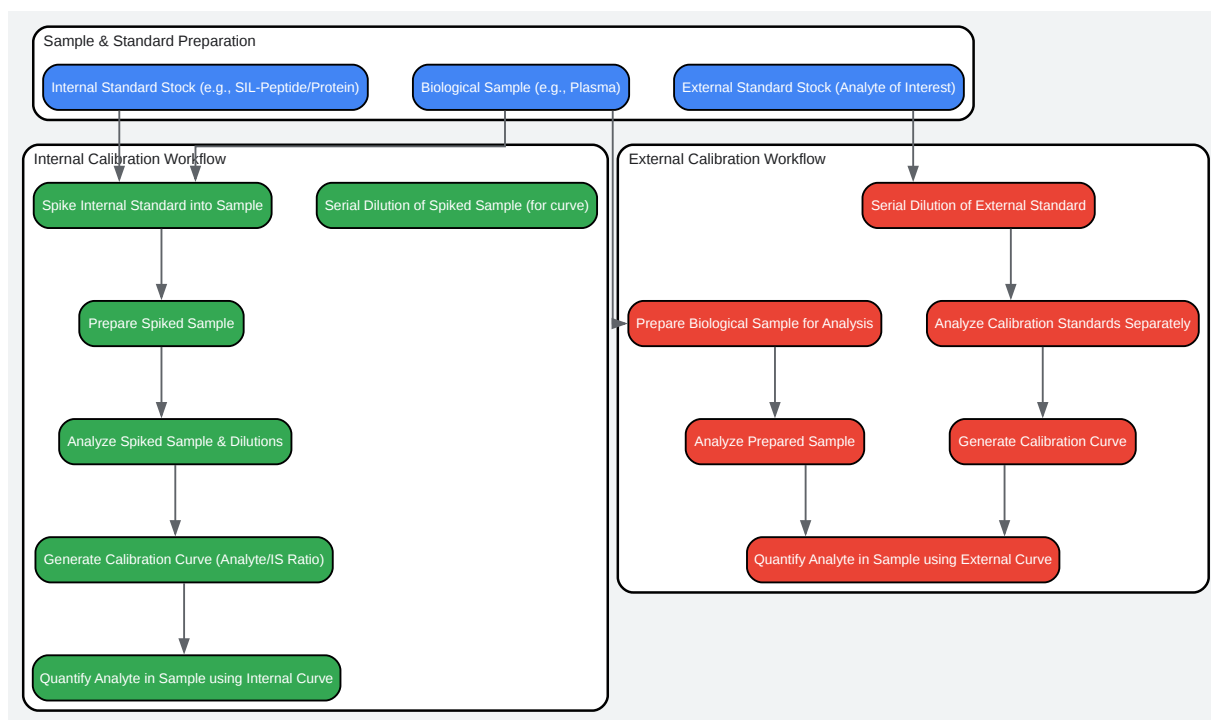 Sample & Standard Preparation
Internal Standard Stock (e.g., SIL-Peptide/Protein)
Biological Sample (e.g., Plasma)
External Standard Stock (Analyte of Interest)
Internal Calibration Workflow
Spike Internal Standard into Sample
Serial Dilution of Spiked Sample (for curve)
Prepare Spiked Sample
Analyze Spiked Sample & Dilutions
Generate Calibration Curve (Analyte/IS Ratio)
Quantify Analyte in Sample using Internal Curve
External Calibration Workflow
Serial Dilution of External Standard
Prepare Biological Sample for Analysis
Analyze Calibration Standards Separately
Analyze Prepared Sample
Generate Calibration Curve
Quantify Analyte in Sample using External Curve